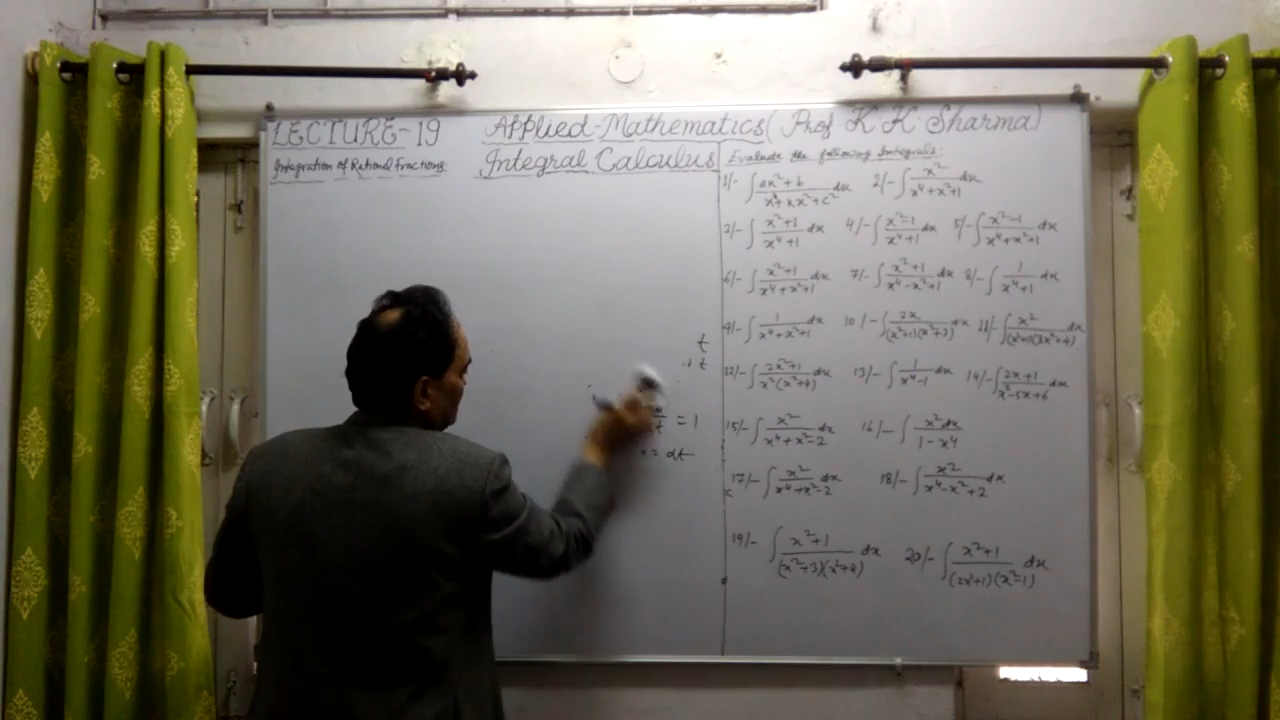 LECTURE-19
Applied-Mathematics (Prof K K Sharma)
Integration of Rational Fractions:
Integral Calculus
Evaluate the following Integrals:
1/- ∫ (ax²+b)/(x⁴+kx²+c²) dx 2/- ∫ x²/(x⁴+x²+1) dx
3/- ∫ (x²+1)/(x⁴+1) dx 4/- ∫ (x²-1)/(x⁴+1) dx 5/- ∫ (x²-1)/(x⁴+x²+1) dx
6/- ∫ (x²+1)/(x⁴+x²+1) dx 7/- ∫ (x²+1)/(x⁴-x²+1) dx 8/- ∫ 1/(x⁴+1) dx
9/- ∫ 1/(x⁴+x²+1) dx 10/- ∫ 2x/((x²+1)(x²+3)) dx 11/- ∫ x²/((x²+1)(3x²+4)) dx
12/- ∫ (2x²+1)/(x²(x²+4)) dx 13/- ∫ 1/(x⁴-1) dx 14/- ∫ (2x+1)/(x²-5x+6) dx
15/- ∫ x²/(x⁴+x²-2) dx 16/- ∫ x²dx/(1-x⁴)
17/- ∫ x²/(x⁴+x²-2) dx 18/- ∫ x²/(x⁴-x²+2) dx
19/- ∫ (x²+1)/((x²+3)(x²+4)) dx 20/- ∫ (x²+1)/((2x²+1)(x²-1)) dx
t
+ t
= 1
= dt